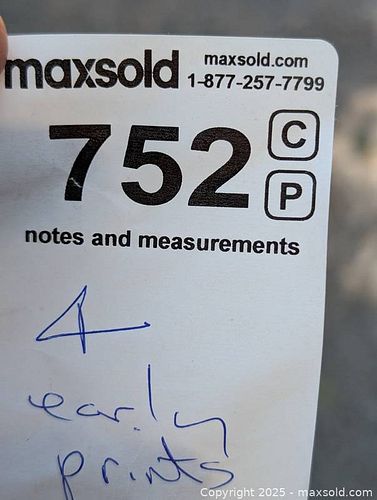 maxsold maxsold.com
1-877-257-7799
752 C
P
notes and measurements
4
early
prints
Copyright © 2025 - maxsold.com